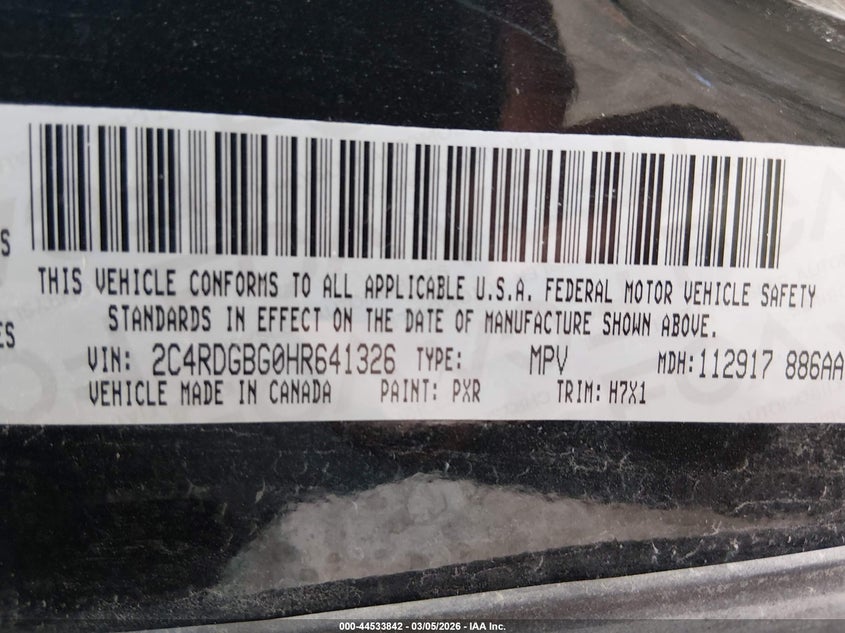 S
THIS VEHICLE CONFORMS TO ALL APPLICABLE U.S.A. FEDERAL MOTOR VEHICLE SAFETY
STANDARDS IN EFFECT ON THE DATE OF MANUFACTURE SHOWN ABOVE.
ES
VIN: 2C4RDGBG0HR641326 TYPE: MPV MDH:112917 886AA
VEHICLE MADE IN CANADA PAINT: PXR TRIM: H7X1
000-44533842 - 03/05/2026 - IAA Inc.